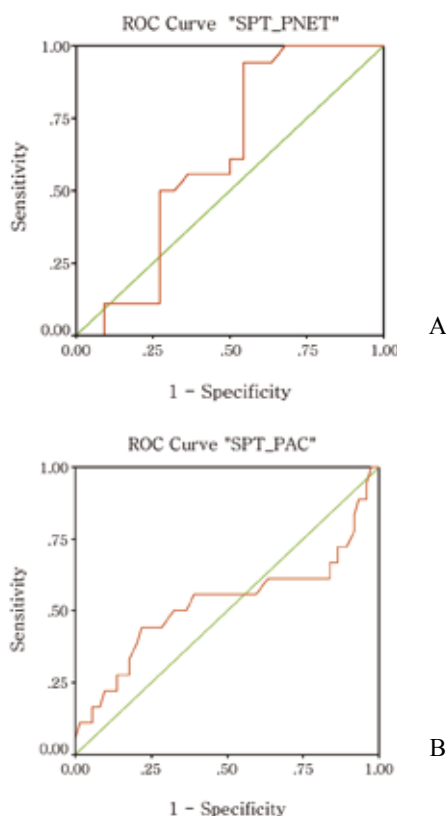 ROC Curve "SPT_PNET"
1.00
.75
.50
.25
0.00
0.00 .25 .50 .75 1.00
Sensitivity
1 - Specificity
A
ROC Curve "SPT_PAC"
1.00
.75
.50
.25
0.00
0.00 .25 .50 .75 1.00
Sensitivity
1 - Specificity
B